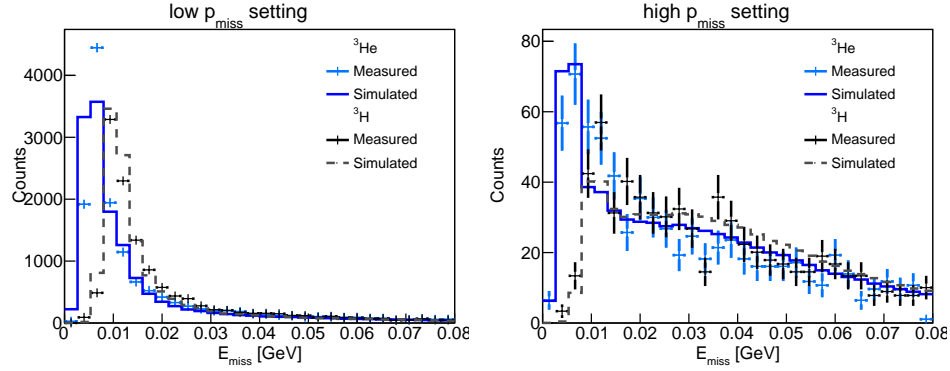 low p_miss setting
4000
3000
2000
1000
0
Counts
³He
Measured
Simulated
³H
Measured
Simulated
0 0.01 0.02 0.03 0.04 0.05 0.06 0.07 0.08
E_miss [GeV]
high p_miss setting
80
60
40
20
0
Counts
³He
Measured
Simulated
³H
Measured
Simulated
0 0.01 0.02 0.03 0.04 0.05 0.06 0.07 0.08
E_miss [GeV]